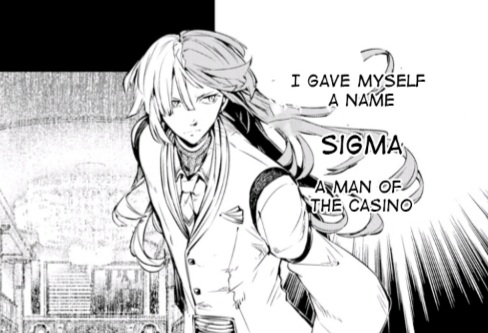 I GAVE MYSELF
A NAME
SIGMA
A MAN OF
THE CASINO